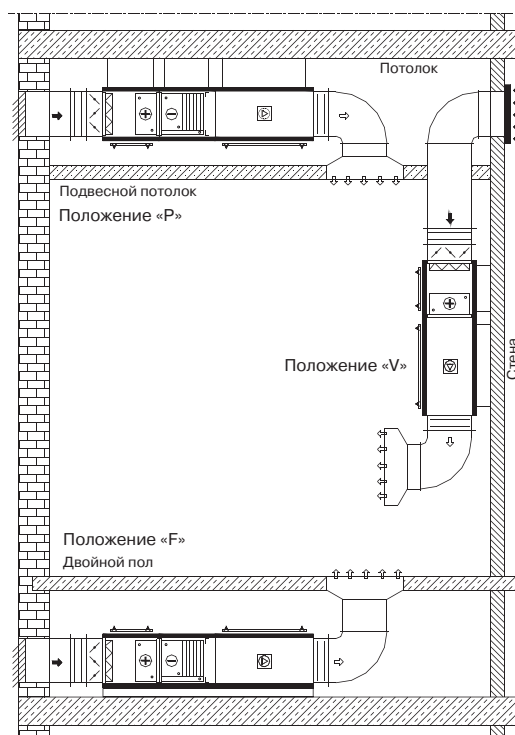 Потолок
Подвесной потолок
Положение «P»
Положение «V»
Стена
Положение «F»
Двойной пол